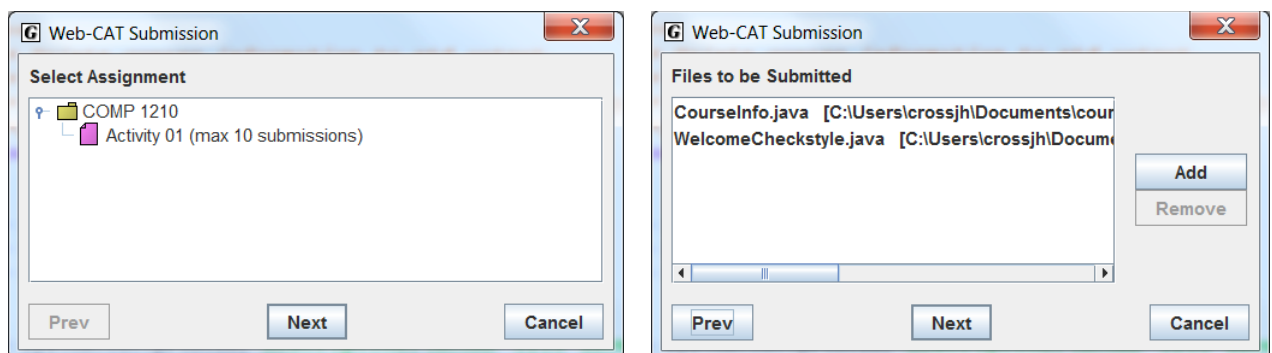 Web-CAT Submission
Select Assignment
COMP 1210
Activity 01 (max 10 submissions)
Prev Next Cancel
Web-CAT Submission
Files to be Submitted
CourseInfo.java [C:\Users\crossjh\Documents\cour
WelcomeCheckstyle.java [C:\Users\crossjh\Docume
Add
Remove
Prev Next Cancel